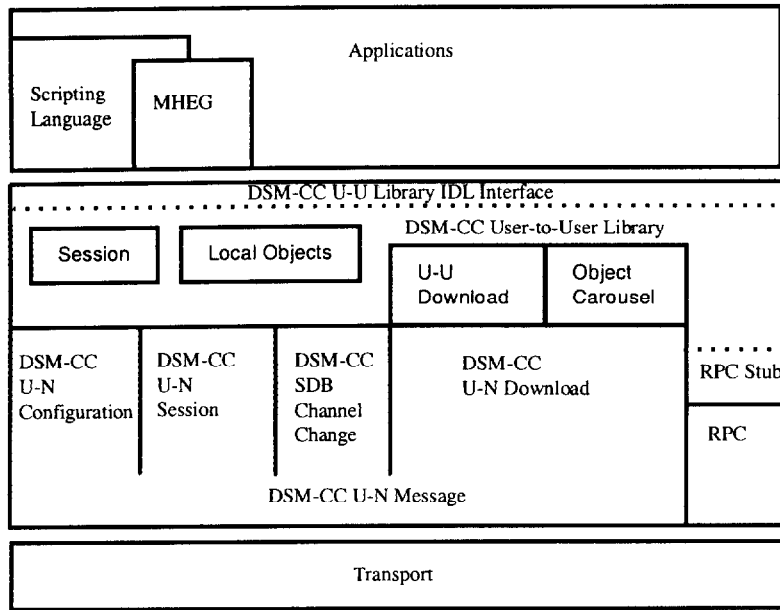 Applications
Scripting
Language
MHEG
DSM-CC U-U Library IDL Interface
DSM-CC User-to-User Library
Session
Local Objects
U-U
Download
Object
Carousel
DSM-CC
U-N
Configuration
DSM-CC
U-N
Session
DSM-CC
SDB
Channel
Change
DSM-CC
U-N Download
RPC Stub
RPC
DSM-CC U-N Message
Transport